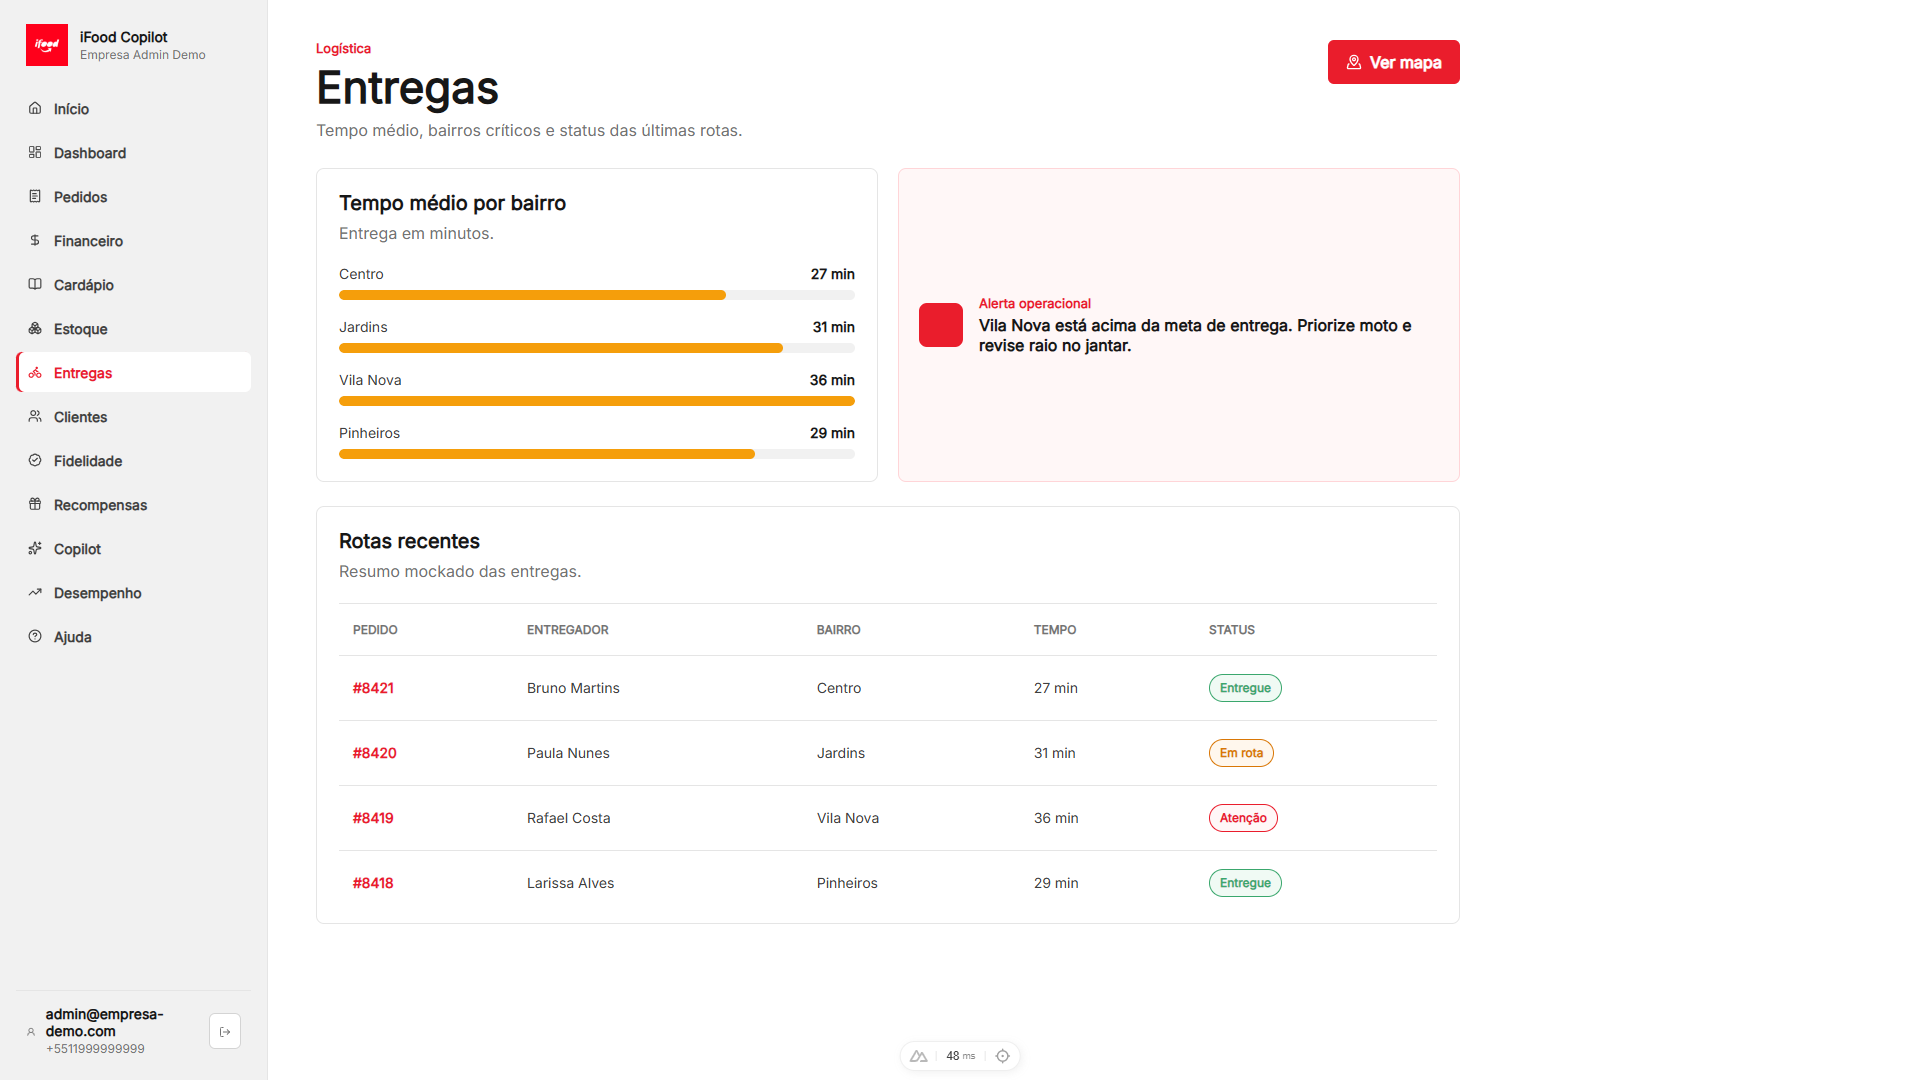 ifood
iFood Copilot
Empresa Admin Demo
Início
Dashboard
Pedidos
Financeiro
Cardápio
Estoque
Entregas
Clientes
Fidelidade
Recompensas
Copilot
Desempenho
Ajuda
admin@empresa-
demo.com
+5511999999999
Logística
Entregas
Tempo médio, bairros críticos e status das últimas rotas.
Ver mapa
Tempo médio por bairro
Entrega em minutos.
Centro 27 min
Jardins 31 min
Vila Nova 36 min
Pinheiros 29 min
Alerta operacional
Vila Nova está acima da meta de entrega. Priorize moto e
revise raio no jantar.
Rotas recentes
Resumo mockado das entregas.
PEDIDO ENTREGADOR BAIRRO TEMPO STATUS
#8421 Bruno Martins Centro 27 min Entregue
#8420 Paula Nunes Jardins 31 min Em rota
#8419 Rafael Costa Vila Nova 36 min Atenção
#8418 Larissa Alves Pinheiros 29 min Entregue
48 ms